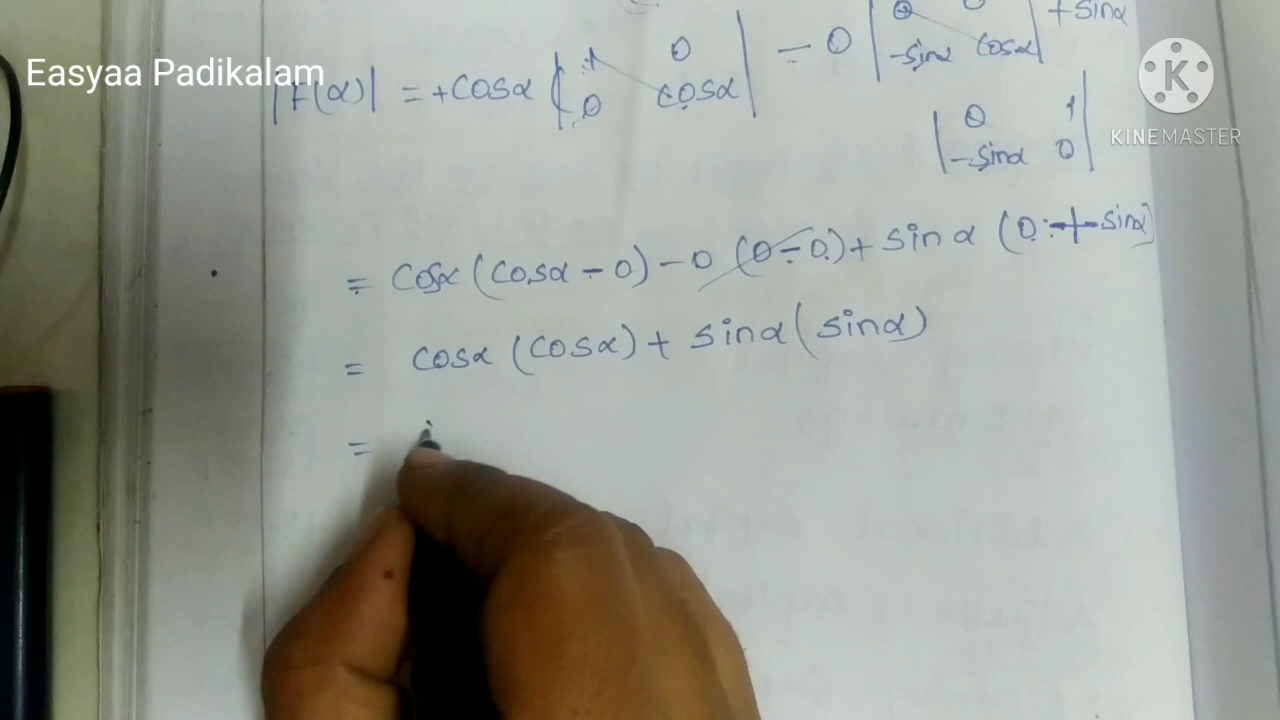 Easyaa Padikalam
KINEMASTER
|F(α)| = +cosα | 1 0 | - 0 | 0 0 | + sinα
0 cosα -sinα cosα
| 0 1 |
-sinα 0
= cosα (cosα - 0) - 0 (0 - 0) + sinα (0 + sinα)
= cosα (cosα) + sinα (sinα)
=